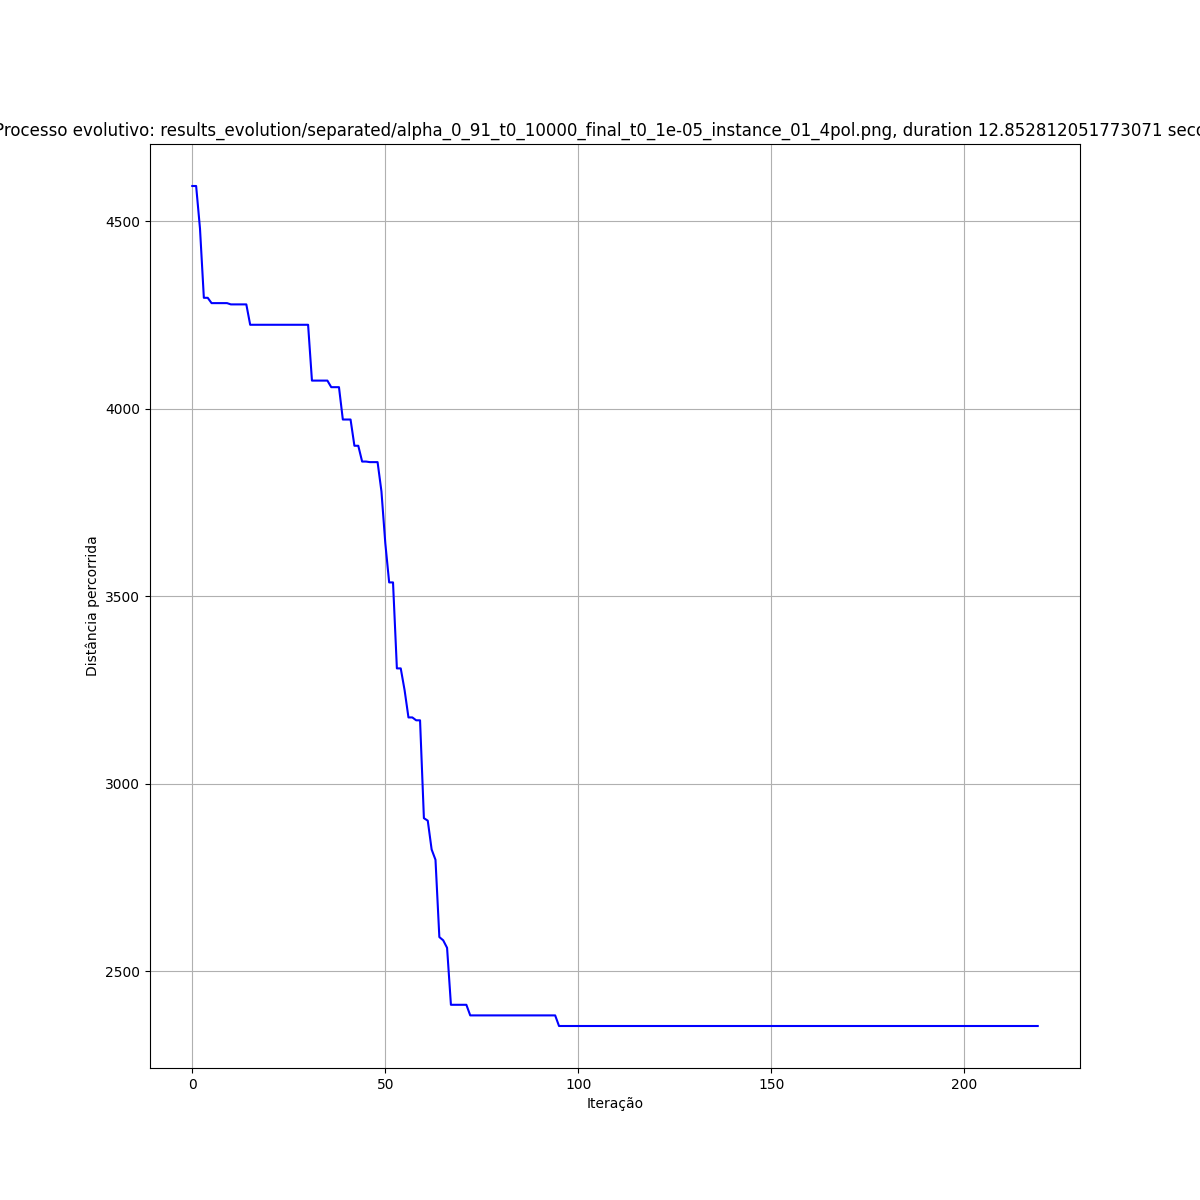 Processo evolutivo: results_evolution/separated/alpha_0_91_t0_10000_final_t0_1e-05_instance_01_4pol.png, duration 12.852812051773071
4500
4000
3500
3000
2500
Distância percorrida
0 50 100 150 200
Iteração